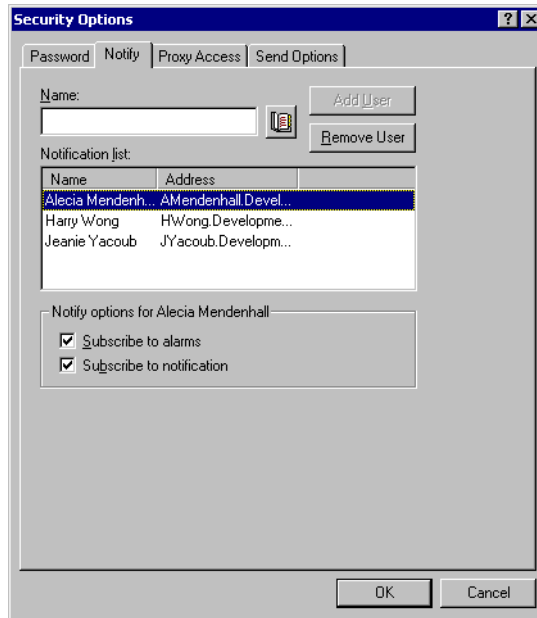 Security Options
Password Notify Proxy Access Send Options
Name:
Add User
Remove User
Notification list:
Name Address
Alecia Mendenh... AMendenhall.Devel...
Harry Wong HWong.Developme...
Jeanie Yacoub JYacoub.Developm...
Notify options for Alecia Mendenhall
Subscribe to alarms
Subscribe to notification
OK Cancel